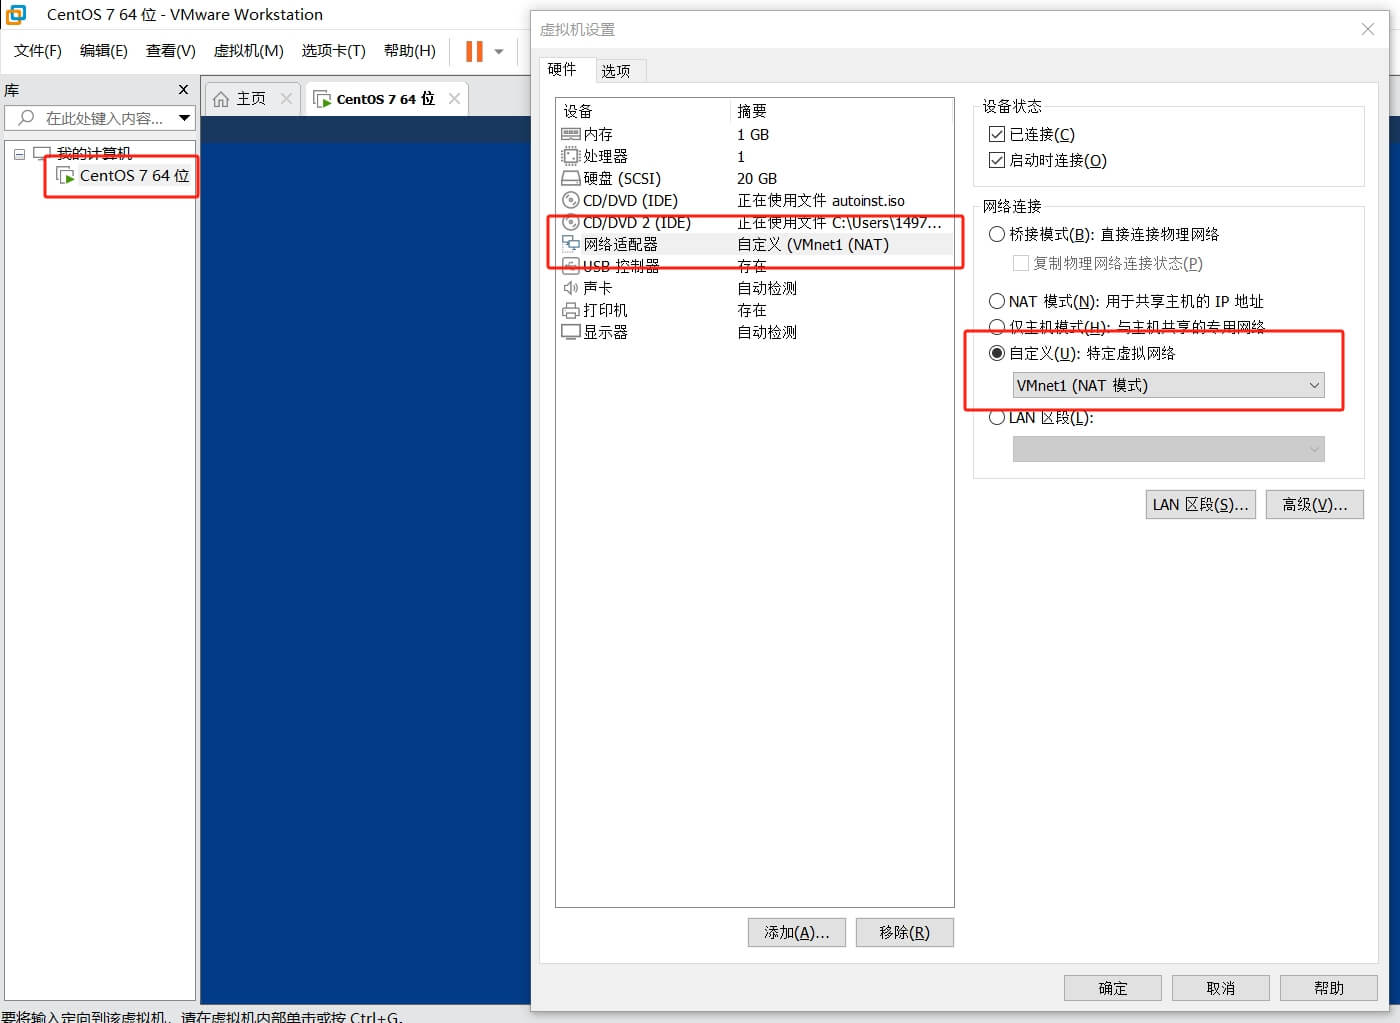 CentOS 7 64 位 - VMware Workstation
文件(F) 编辑(E) 查看(V) 虚拟机(M) 选项卡(T) 帮助(H)
库 X
在此处键入内容...
我的计算机
CentOS 7 64 位
主页
CentOS 7 64 位
虚拟机设置
硬件 选项
设备 摘要
内存 1 GB
处理器 1
硬盘 (SCSI) 20 GB
CD/DVD (IDE) 正在使用文件 autoinst.iso
CD/DVD 2 (IDE) 正在使用文件 C:\Users\1497...
网络适配器 自定义 (VMnet1 (NAT)
USB 控制器 存在
声卡 自动检测
打印机 存在
显示器 自动检测
添加(A)... 移除(R)
设备状态
已连接(C)
启动时连接(O)
网络连接
桥接模式(B): 直接连接物理网络
复制物理网络连接状态(P)
NAT 模式(N): 用于共享主机的 IP 地址
仅主机模式(H): 与主机共享的专用网络
自定义(U): 特定虚拟网络
VMnet1 (NAT 模式)
LAN 区段(L):
LAN 区段(S)... 高级(V)...
确定 取消 帮助
要将输入定向到该虚拟机，请在虚拟机内部单击或按 Ctrl+G。